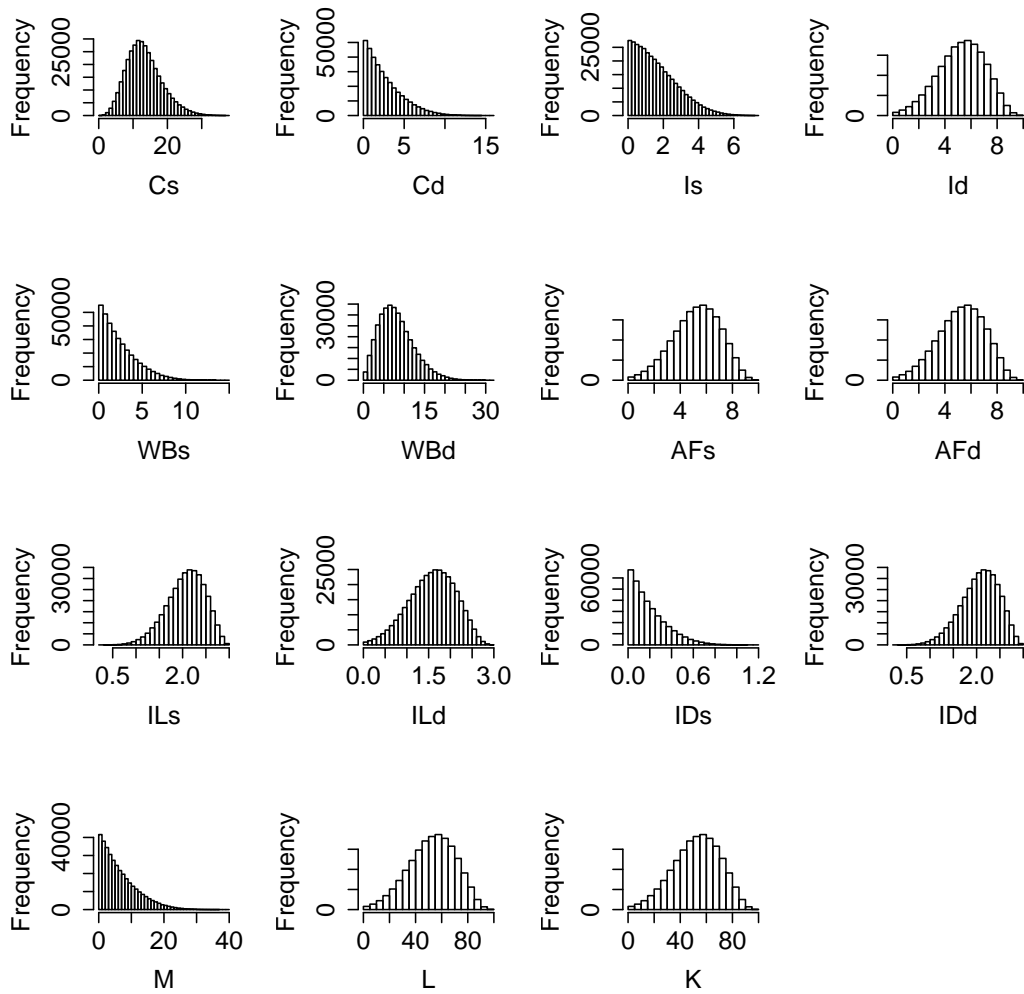 Frequency
0 25000
0 20
Cs
Frequency
0 50000
0 5 15
Cd
Frequency
0 25000
0 2 4 6
Is
Frequency
0
0 4 8
Id
Frequency
0 50000
0 5 10
WBs
Frequency
0 30000
0 15 30
WBd
Frequency
0
0 4 8
AFs
Frequency
0
0 4 8
AFd
Frequency
0 30000
0.5 2.0
ILs
Frequency
0 25000
0.0 1.5 3.0
ILd
Frequency
0 60000
0.0 0.6 1.2
IDs
Frequency
0 30000
0.5 2.0
IDd
Frequency
0 40000
0 20 40
M
Frequency
0
0 40 80
L
Frequency
0
0 40 80
K